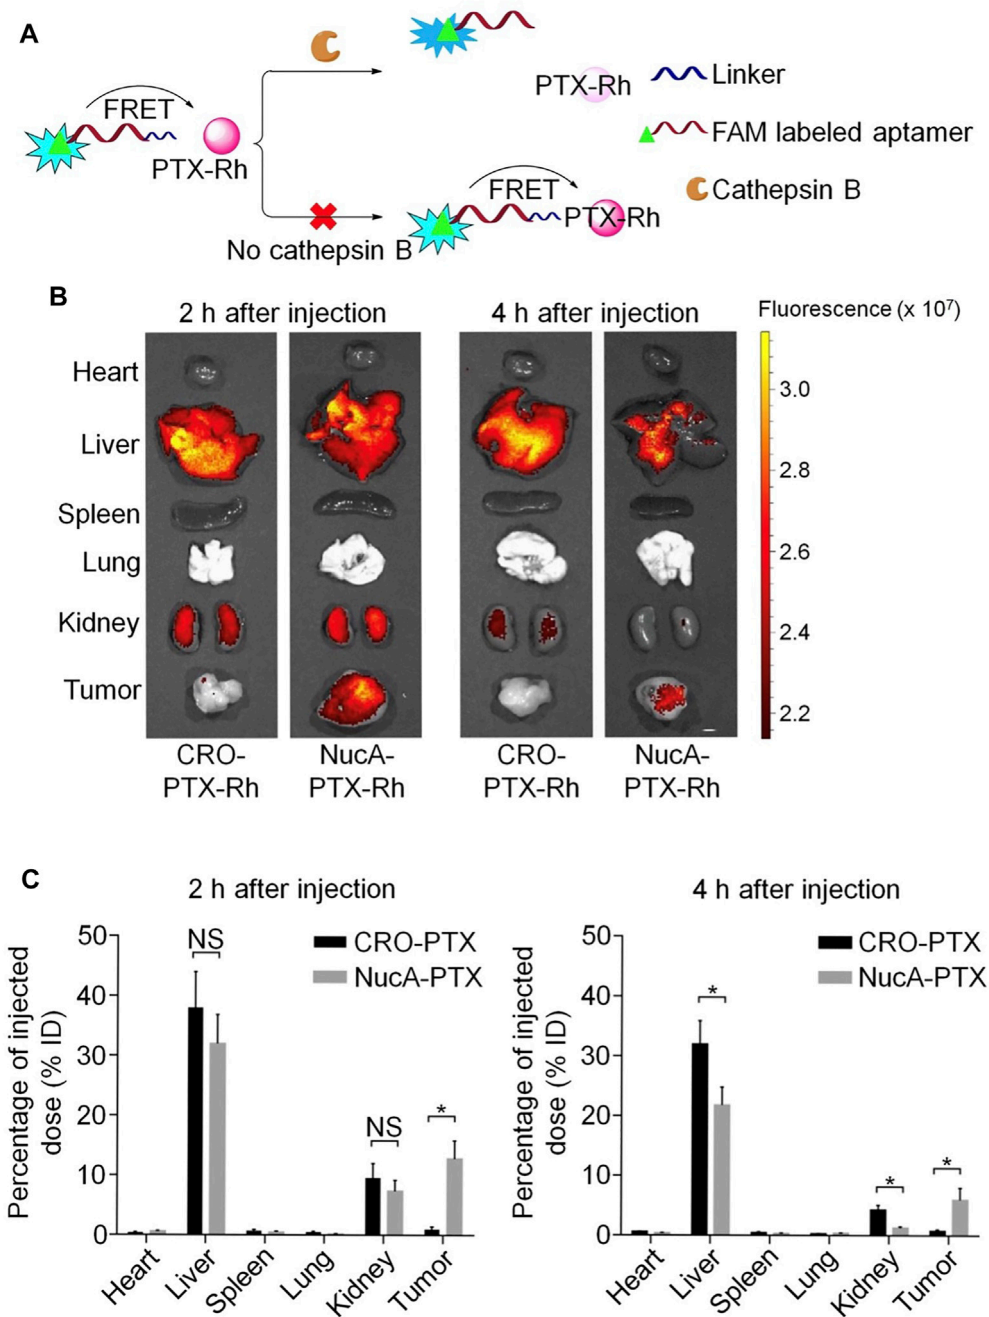 A
FRET
PTX-Rh
PTX-Rh
No cathepsin B
FRET
PTX-Rh
Linker
FAM labeled aptamer
Cathepsin B
B
2 h after injection
4 h after injection
Fluorescence (x 10⁷)
Heart
Liver
Spleen
Lung
Kidney
Tumor
3.0
2.8
2.6
2.4
2.2
CRO-
PTX-Rh
NucA-
PTX-Rh
CRO-
PTX-Rh
NucA-
PTX-Rh
C
2 h after injection
Percentage of injected
dose (% ID)
50
40
30
20
10
0
NS
NS
*
CRO-PTX
NucA-PTX
Heart
Liver
Spleen
Lung
Kidney
Tumor
4 h after injection
Percentage of injected
dose (% ID)
50
40
30
20
10
0
*
*
*
CRO-PTX
NucA-PTX
Heart
Liver
Spleen
Lung
Kidney
Tumor